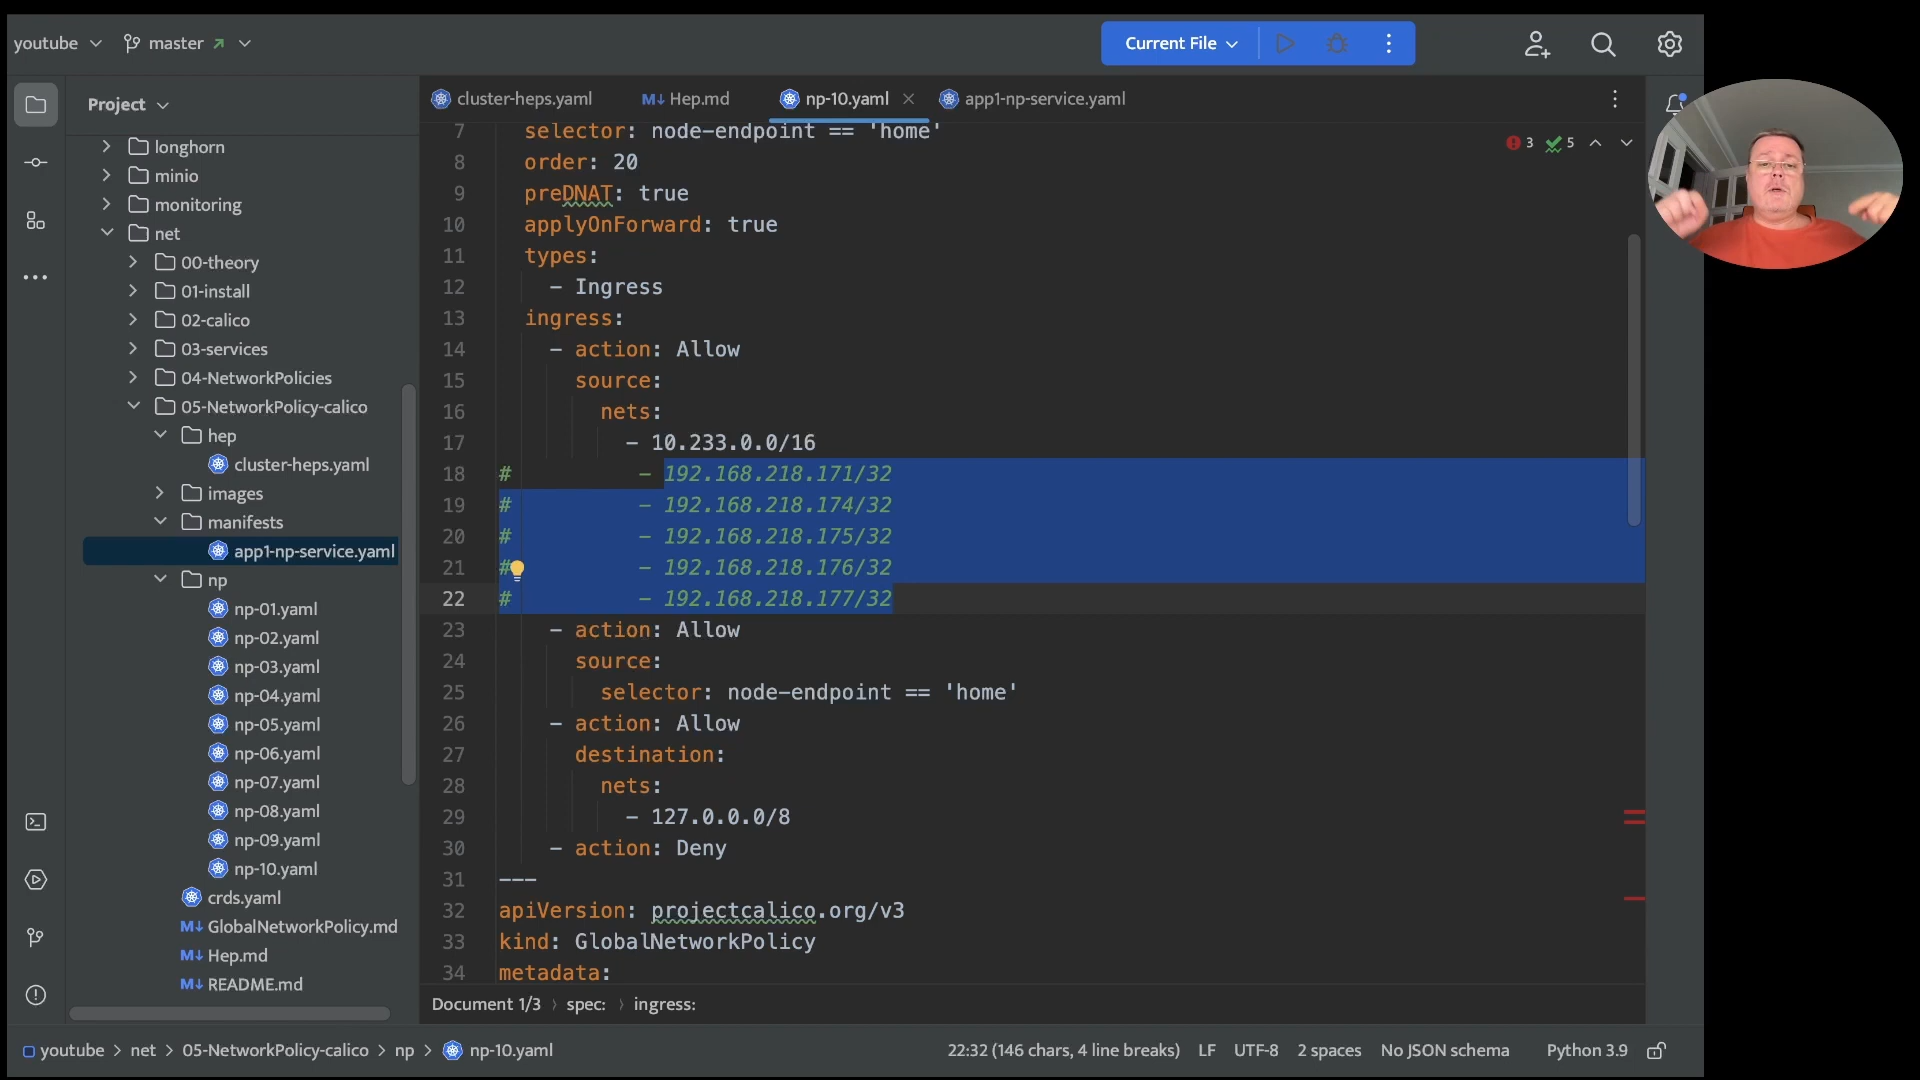 youtube
master
Current File
Project
longhorn
minio
monitoring
net
00-theory
01-install
02-calico
03-services
04-NetworkPolicies
05-NetworkPolicy-calico
hep
cluster-heps.yaml
images
manifests
app1-np-service.yaml
np
np-01.yaml
np-02.yaml
np-03.yaml
np-04.yaml
np-05.yaml
np-06.yaml
np-07.yaml
np-08.yaml
np-09.yaml
np-10.yaml
crds.yaml
M↓ GlobalNetworkPolicy.md
M↓ Hep.md
M↓ README.md
cluster-heps.yaml M↓ Hep.md np-10.yaml app1-np-service.yaml
3 5
7 selector: node-endpoint == 'home'
8 order: 20
9 preDNAT: true
10 applyOnForward: true
11 types:
12 - Ingress
13 ingress:
14 - action: Allow
15 source:
16 nets:
17 - 10.233.0.0/16
18 # - 192.168.218.171/32
19 # - 192.168.218.174/32
20 # - 192.168.218.175/32
21 # - 192.168.218.176/32
22 # - 192.168.218.177/32
23 - action: Allow
24 source:
25 selector: node-endpoint == 'home'
26 - action: Allow
27 destination:
28 nets:
29 - 127.0.0.0/8
30 - action: Deny
31 ---
32 apiVersion: projectcalico.org/v3
33 kind: GlobalNetworkPolicy
34 metadata:
Document 1/3 › spec: › ingress:
youtube › net › 05-NetworkPolicy-calico › np › np-10.yaml
22:32 (146 chars, 4 line breaks) LF UTF-8 2 spaces No JSON schema Python 3.9